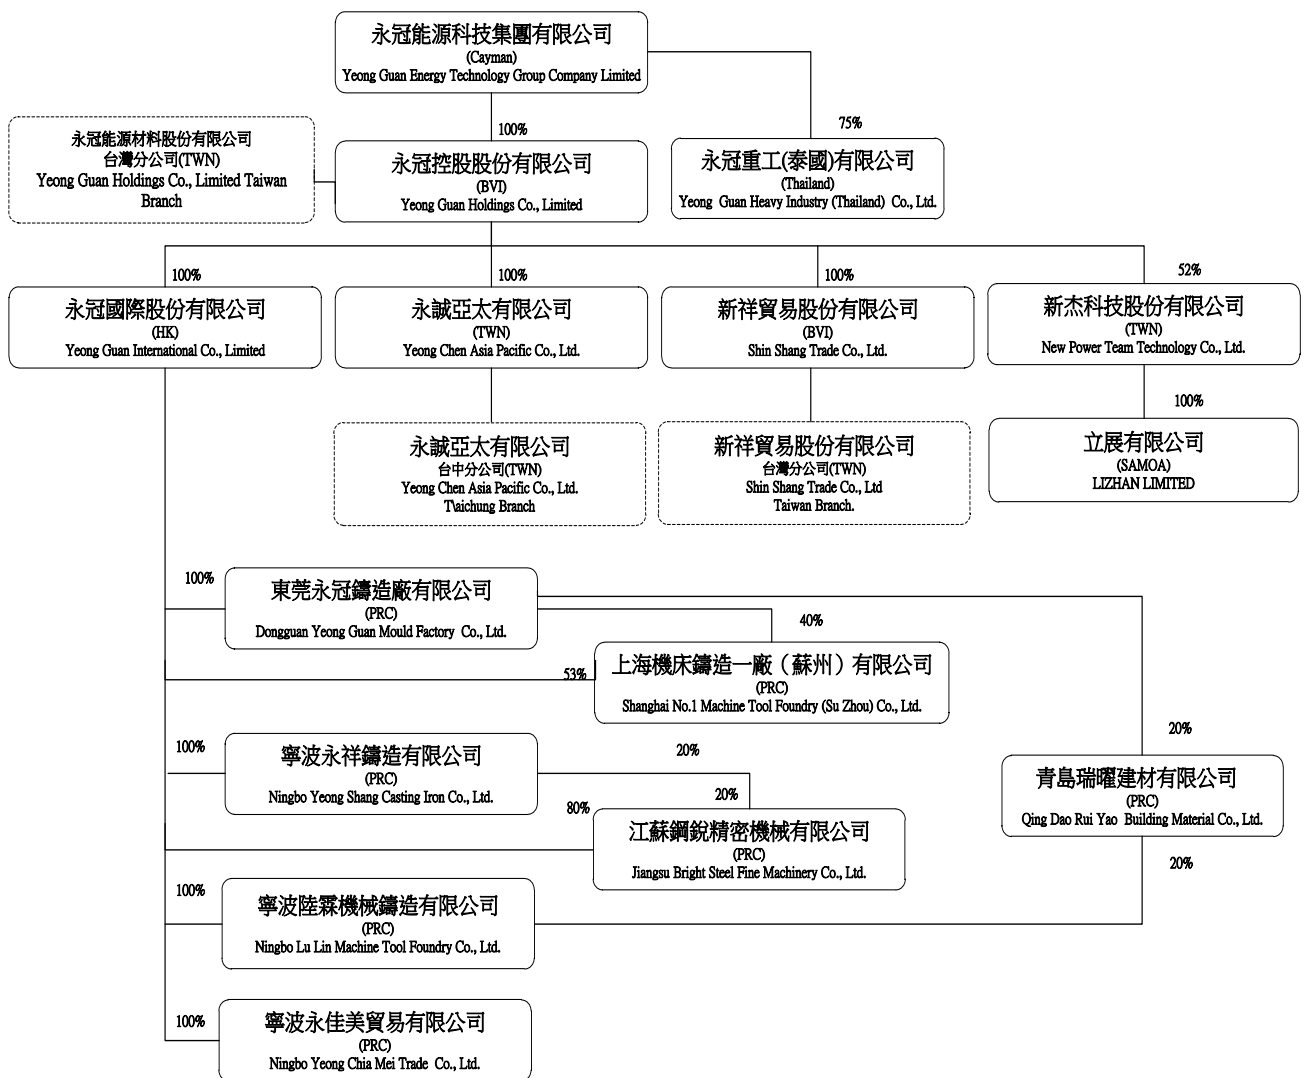 永冠能源科技集團有限公司
(Cayman)
Yeong Guan Energy Technology Group Company Limited
100%
75%
永冠能源材料股份有限公司
台灣分公司(TWN)
Yeong Guan Holdings Co., Limited Taiwan
Branch
永冠控股股份有限公司
(BVI)
Yeong Guan Holdings Co., Limited
永冠重工(泰國)有限公司
(Thailand)
Yeong Guan Heavy Industry (Thailand) Co., Ltd.
100%
100%
100%
52%
永冠國際股份有限公司
(HK)
Yeong Guan International Co., Limited
永誠亞太有限公司
(TWN)
Yeong Chen Asia Pacific Co., Ltd.
新祥貿易股份有限公司
(BVI)
Shin Shang Trade Co., Ltd.
新杰科技股份有限公司
(TWN)
New Power Team Technology Co., Ltd.
100%
永誠亞太有限公司
台中分公司(TWN)
Yeong Chen Asia Pacific Co., Ltd.
T\aichung Branch
新祥貿易股份有限公司
台灣分公司(TWN)
Shin Shang Trade Co., Ltd
Taiwan Branch.
立展有限公司
(SAMOA)
LIZHAN LIMITED
100%
東莞永冠鑄造廠有限公司
(PRC)
Dongguan Yeong Guan Mould Factory Co., Ltd.
40%
53%
上海機床鑄造一廠（蘇州）有限公司
(PRC)
Shanghai No.1 Machine Tool Foundry (Su Zhou) Co., Ltd.
100%
寧波永祥鑄造有限公司
(PRC)
Ningbo Yeong Shang Casting Iron Co., Ltd.
20%
20%
20%
青島瑞曜建材有限公司
(PRC)
Qing Dao Rui Yao Building Material Co., Ltd.
80%
江蘇鋼銳精密機械有限公司
(PRC)
Jiangsu Bright Steel Fine Machinery Co., Ltd.
20%
100%
寧波陸霖機械鑄造有限公司
(PRC)
Ningbo Lu Lin Machine Tool Foundry Co., Ltd.
100%
寧波永佳美貿易有限公司
(PRC)
Ningbo Yeong Chia Mei Trade Co., Ltd.